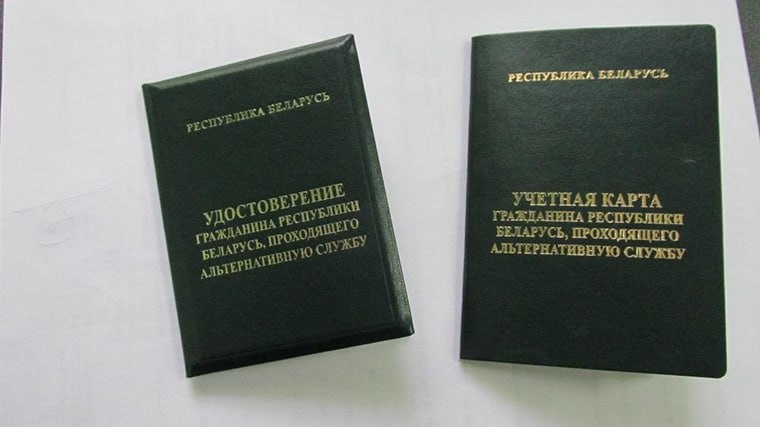 РЕСПУБЛИКА БЕЛАРУСЬ
УДОСТОВЕРЕНИЕ
ГРАЖДАНИНА РЕСПУБЛИКИ
БЕЛАРУСЬ, ПРОХОДЯЩЕГО
АЛЬТЕРНАТИВНУЮ СЛУЖБУ
РЕСПУБЛИКА БЕЛАРУСЬ
УЧЕТНАЯ КАРТА
ГРАЖДАНИНА РЕСПУБЛИКИ
БЕЛАРУСЬ, ПРОХОДЯЩЕГО
АЛЬТЕРНАТИВНУЮ СЛУЖБУ